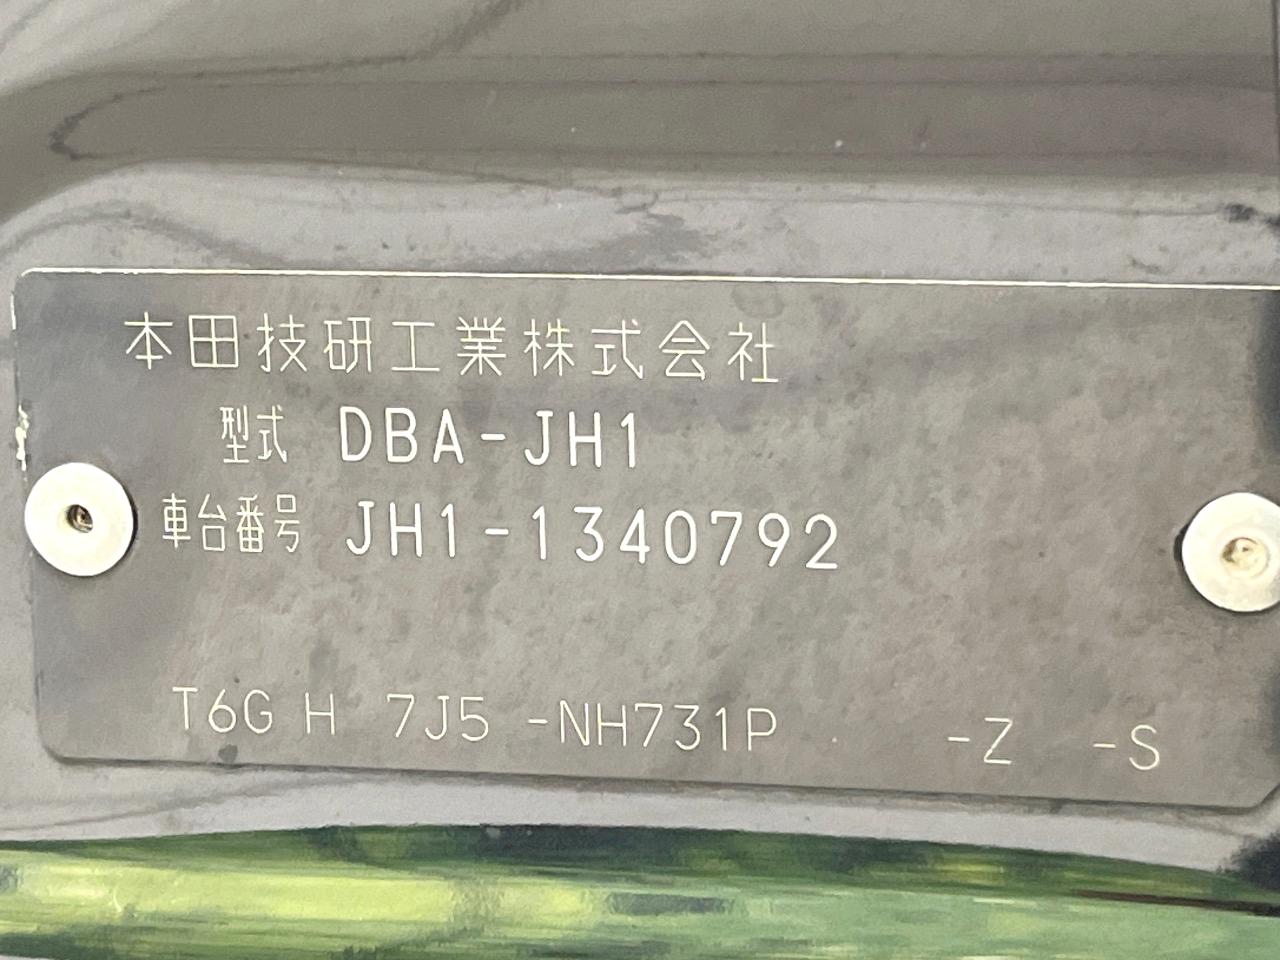 本田技研工業株式会社
型式 DBA-JH1
車台番号 JH1-1340792
T6G H 7J5 -NH731P -Z -S